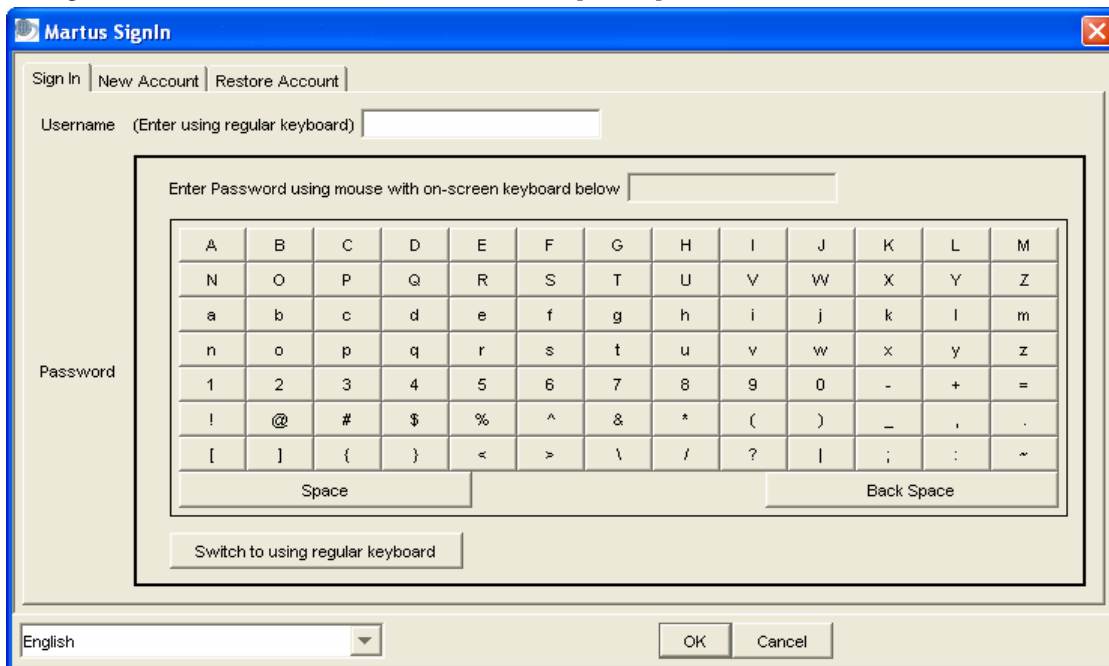 Martus SignIn
Sign In New Account Restore Account
Username (Enter using regular keyboard)
Enter Password using mouse with on-screen keyboard below
A B C D E F G H I J K L M
N O P Q R S T U V W X Y Z
a b c d e f g h i j k l m
n o p q r s t u v w x y z
Password
1 2 3 4 5 6 7 8 9 0 - + =
! @ # $ % ^ & * ( ) _ , .
[ ] { } < > \ / ? | ; : ~
Space Back Space
Switch to using regular keyboard
English OK Cancel